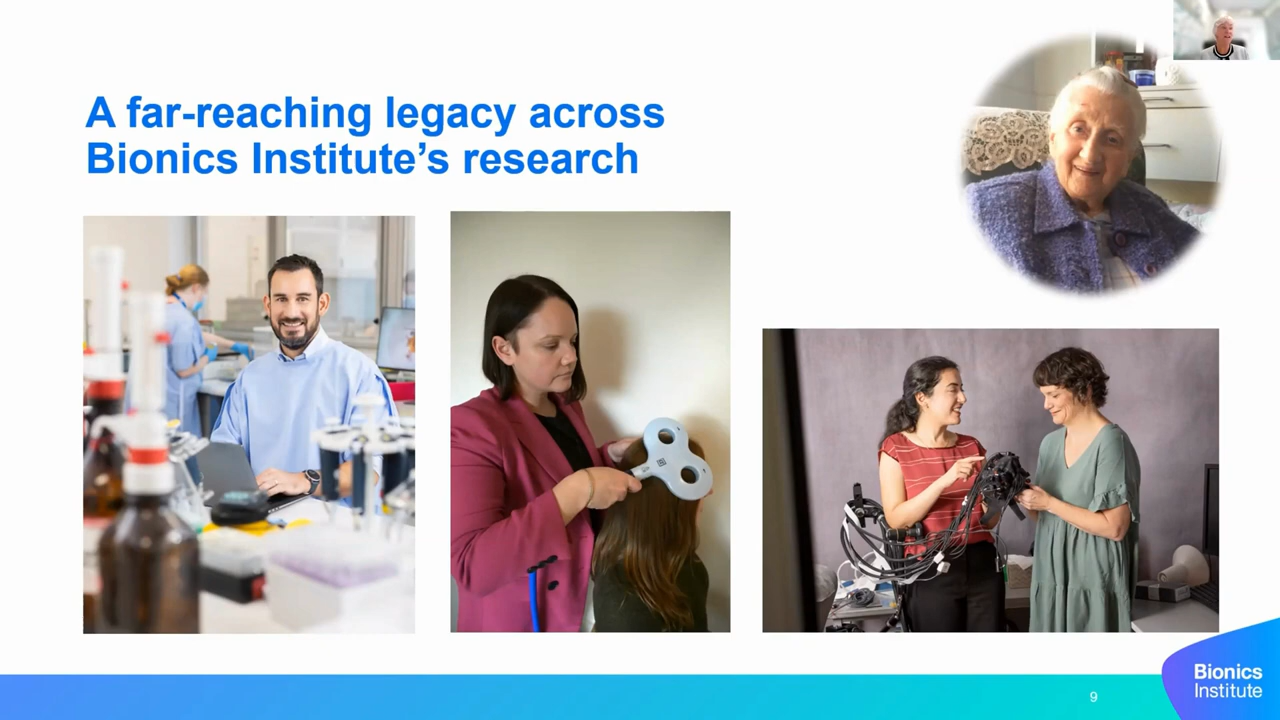 A far-reaching legacy across
Bionics Institute’s research
9
Bionics
Institute